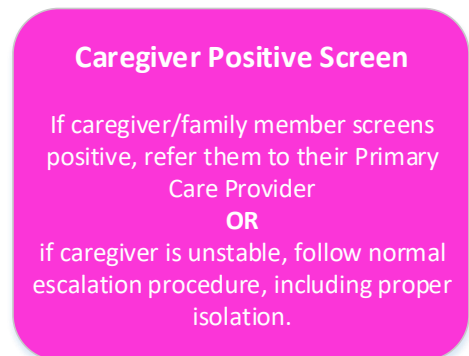 Caregiver Positive Screen
If caregiver/family member screens
positive, refer them to their Primary
Care Provider
OR
if caregiver is unstable, follow normal
escalation procedure, including proper
isolation.